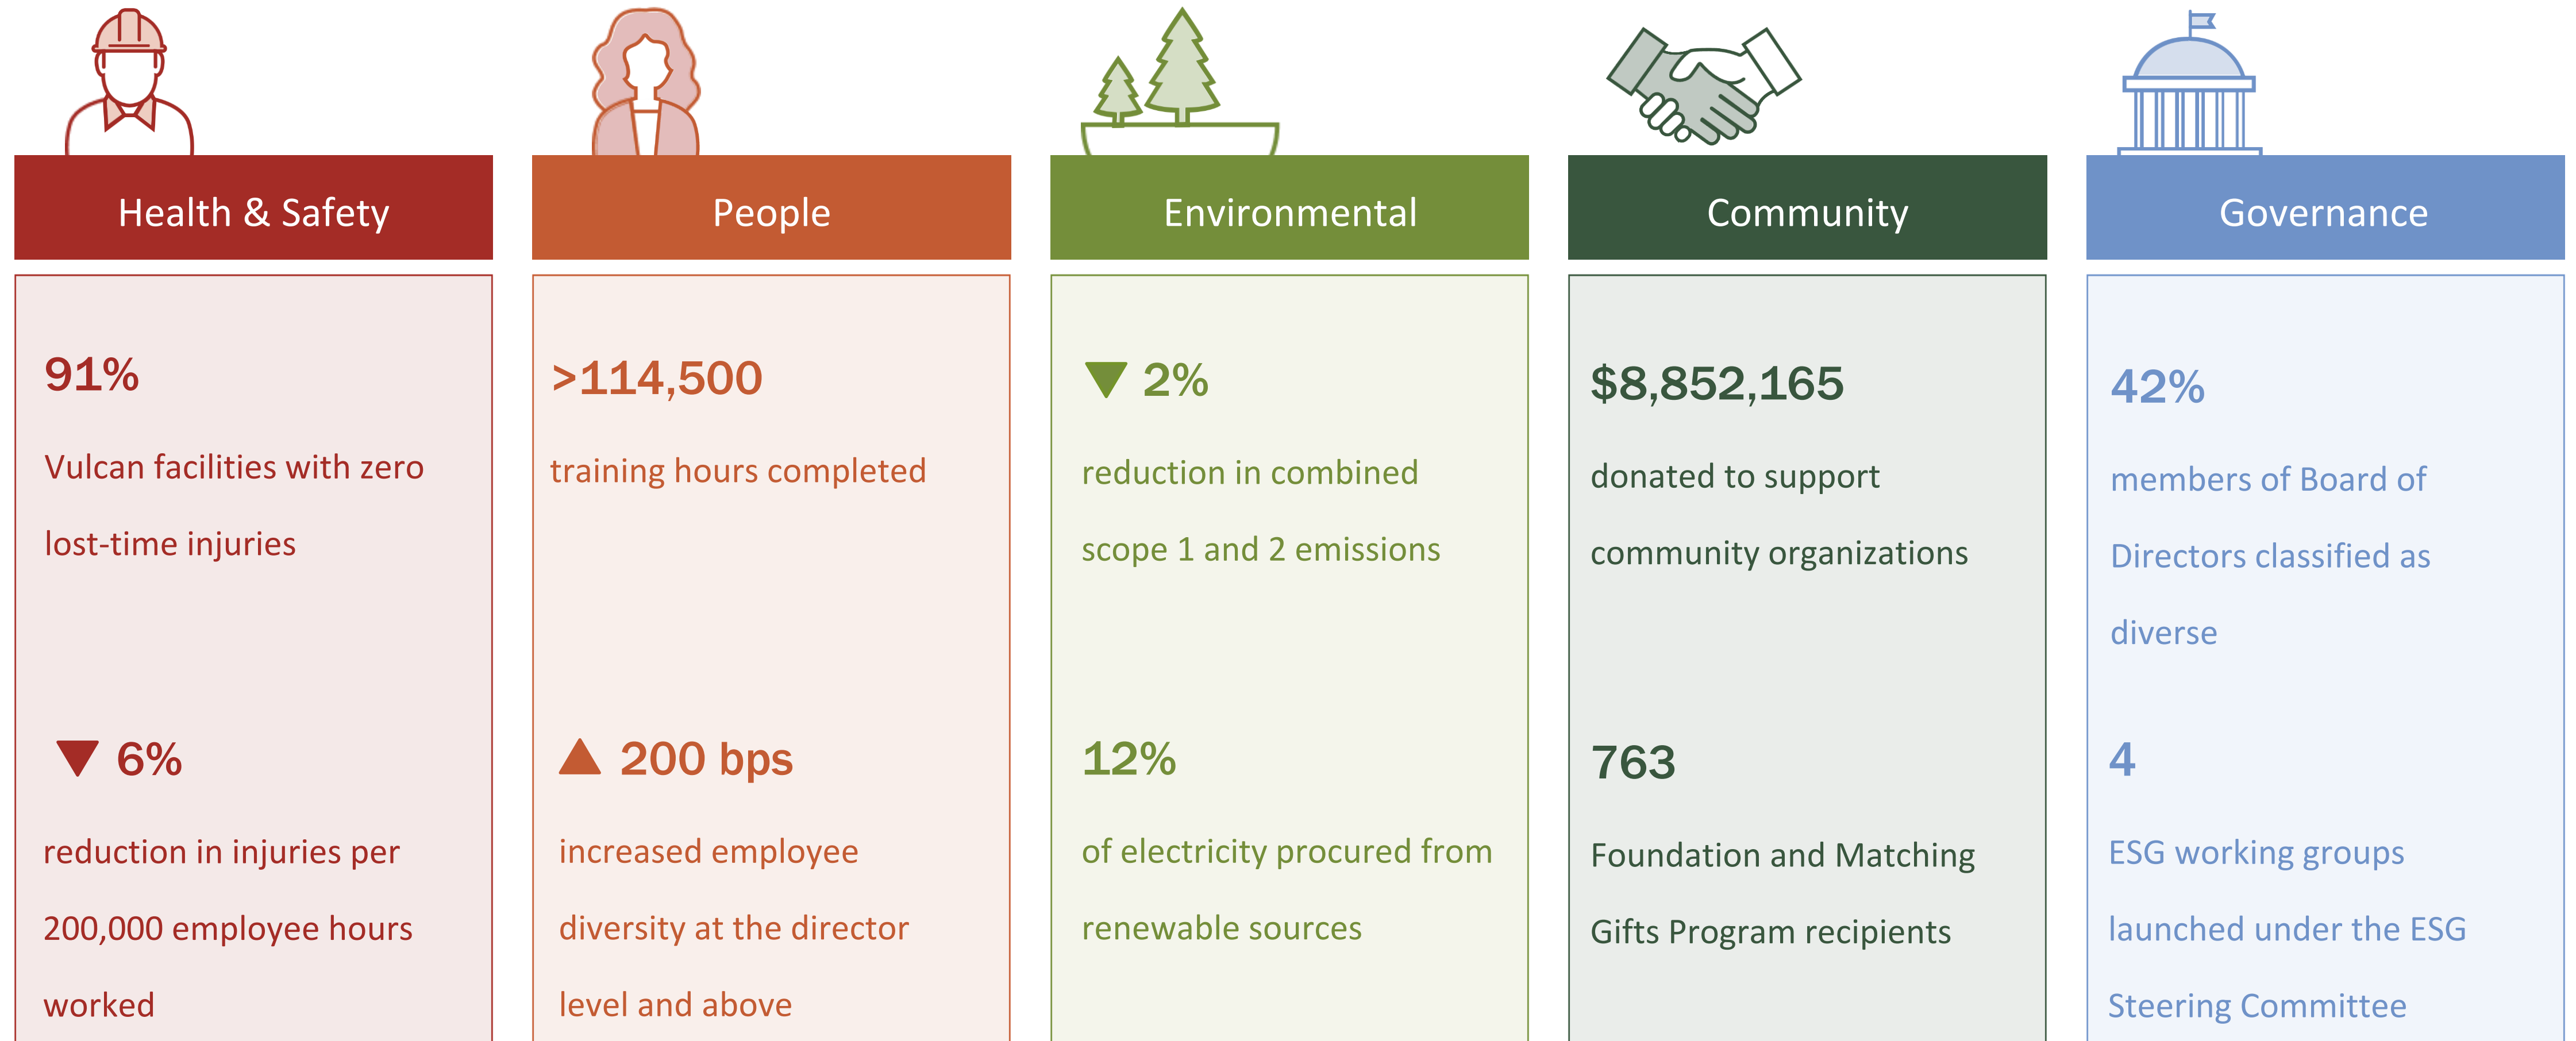 Health & Safety
91%
Vulcan facilities with zero
lost-time injuries
▼ 6%
reduction in injuries per
200,000 employee hours
worked
People
>114,500
training hours completed
▲ 200 bps
increased employee
diversity at the director
level and above
Environmental
▼ 2%
reduction in combined
scope 1 and 2 emissions
12%
of electricity procured from
renewable sources
Community
$8,852,165
donated to support
community organizations
763
Foundation and Matching
Gifts Program recipients
Governance
42%
members of Board of
Directors classified as
diverse
4
ESG working groups
launched under the ESG
Steering Committee